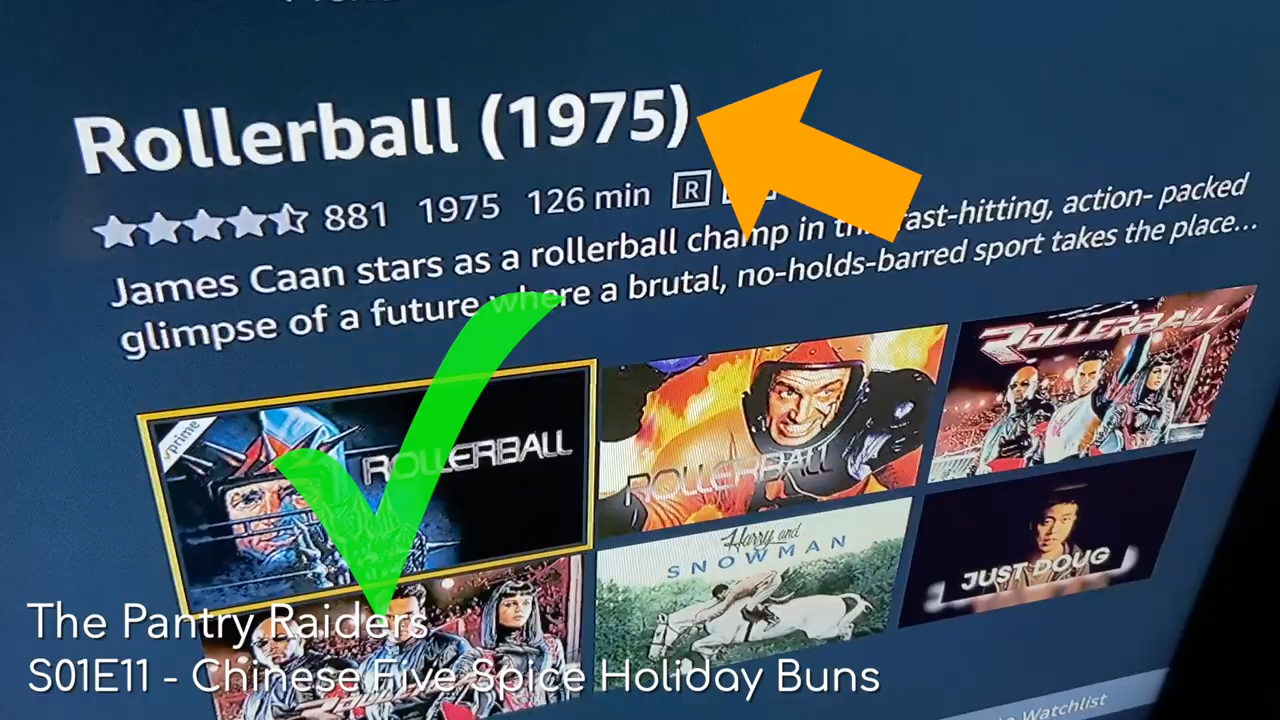 Rollerball (1975)
881 1975 126 min R
James Caan stars as a rollerball champ in fast-hitting, action- packed
glimpse of a future where a brutal, no-holds-barred sport takes the place...
prime
ROLLERBALL
ROLLERBALL
ROLLERBALL
Harry and
SNOWMAN
JUST DOUG
The Pantry Raiders
S01E11 - Chinese Five Spice Holiday Buns
Watchlist